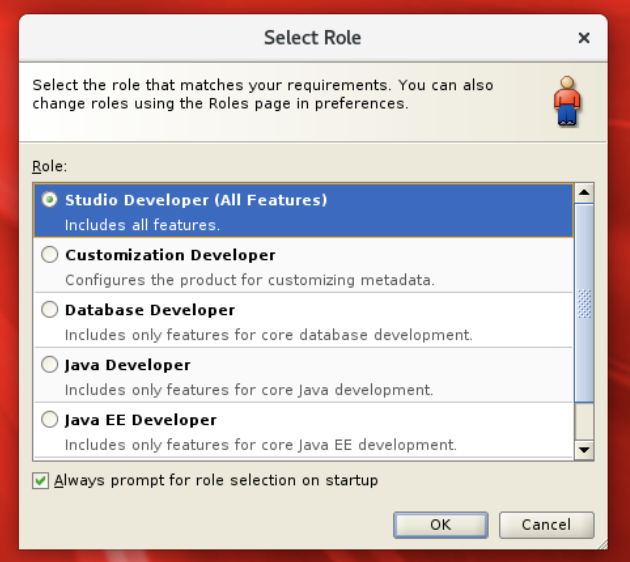 Select Role
Select the role that matches your requirements. You can also
change roles using the Roles page in preferences.
Role:
Studio Developer (All Features)
Includes all features.
Customization Developer
Configures the product for customizing metadata.
Database Developer
Includes only features for core database development.
Java Developer
Includes only features for core Java development.
Java EE Developer
Includes only features for core Java EE development.
Always prompt for role selection on startup
OK
Cancel